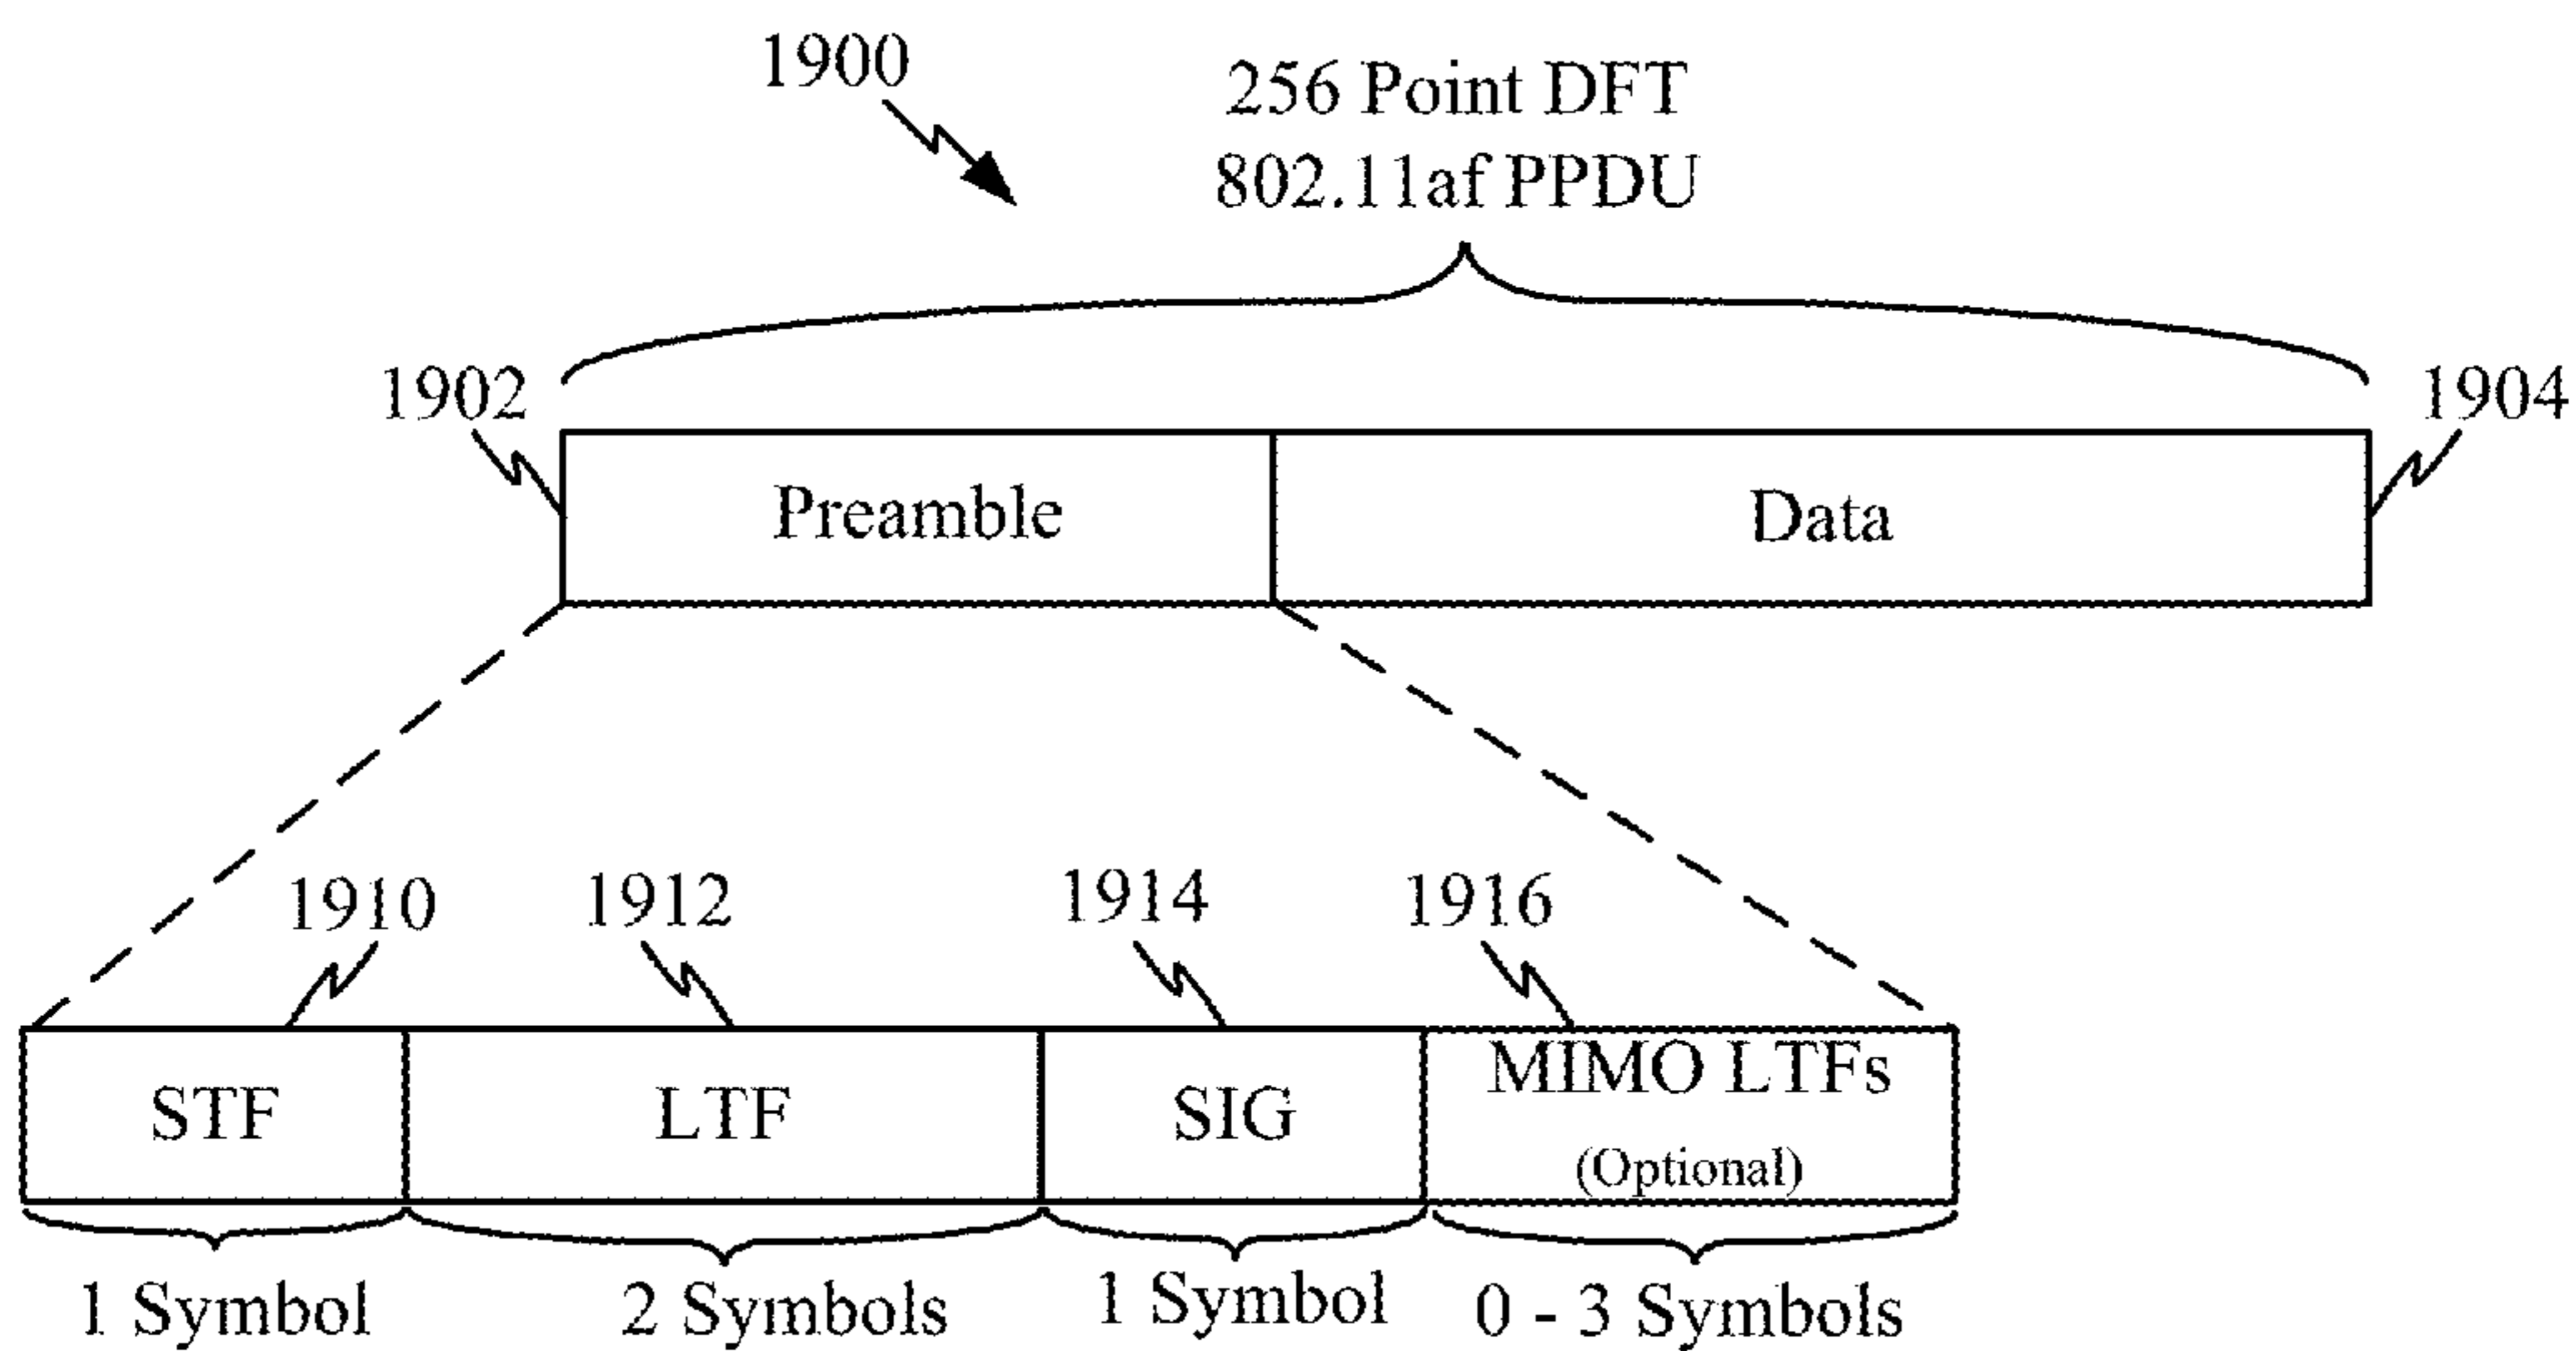 1900
256 Point DFT
802.11af PPDU
1902
1904
Preamble
Data
1910
1912
1914
1916
STF
LTF
SIG
MIMO LTFs
(Optional)
1 Symbol
2 Symbols
1 Symbol
0 - 3 Symbols